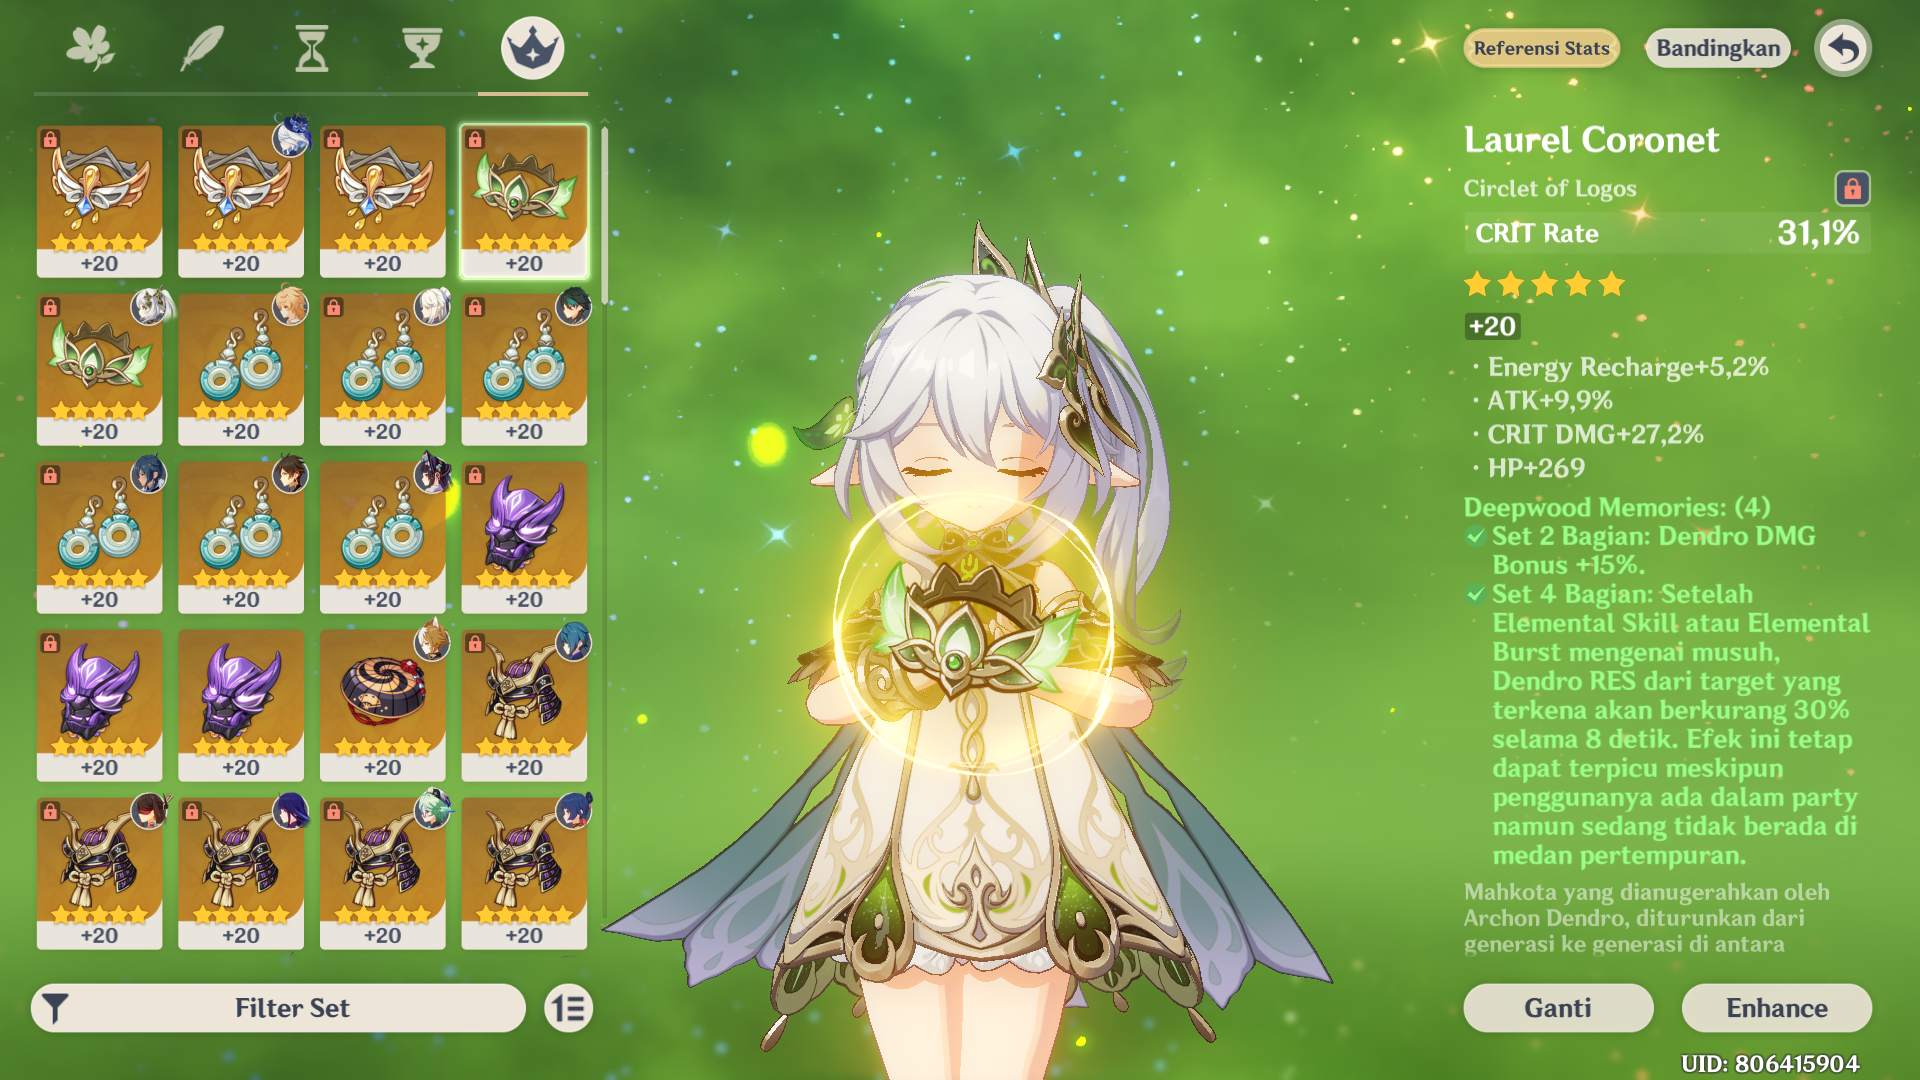 Referensi Stats
Bandingkan
Laurel Coronet
Circlet of Logos
CRIT Rate 31,1%
+20
· Energy Recharge+5,2%
· ATK+9,9%
· CRIT DMG+27,2%
· HP+269
Deepwood Memories: (4)
Set 2 Bagian: Dendro DMG
Bonus +15%.
Set 4 Bagian: Setelah
Elemental Skill atau Elemental
Burst mengenai musuh,
Dendro RES dari target yang
terkena akan berkurang 30%
selama 8 detik. Efek ini tetap
dapat terpicu meskipun
penggunanya ada dalam party
namun sedang tidak berada di
medan pertempuran.
Mahkota yang dianugerahkan oleh
Archon Dendro, diturunkan dari
generasi ke generasi di antara
+20 +20 +20 +20
+20 +20 +20 +20
+20 +20 +20 +20
+20 +20 +20 +20
+20 +20 +20 +20
Filter Set
1
Ganti
Enhance
UID: 806415904